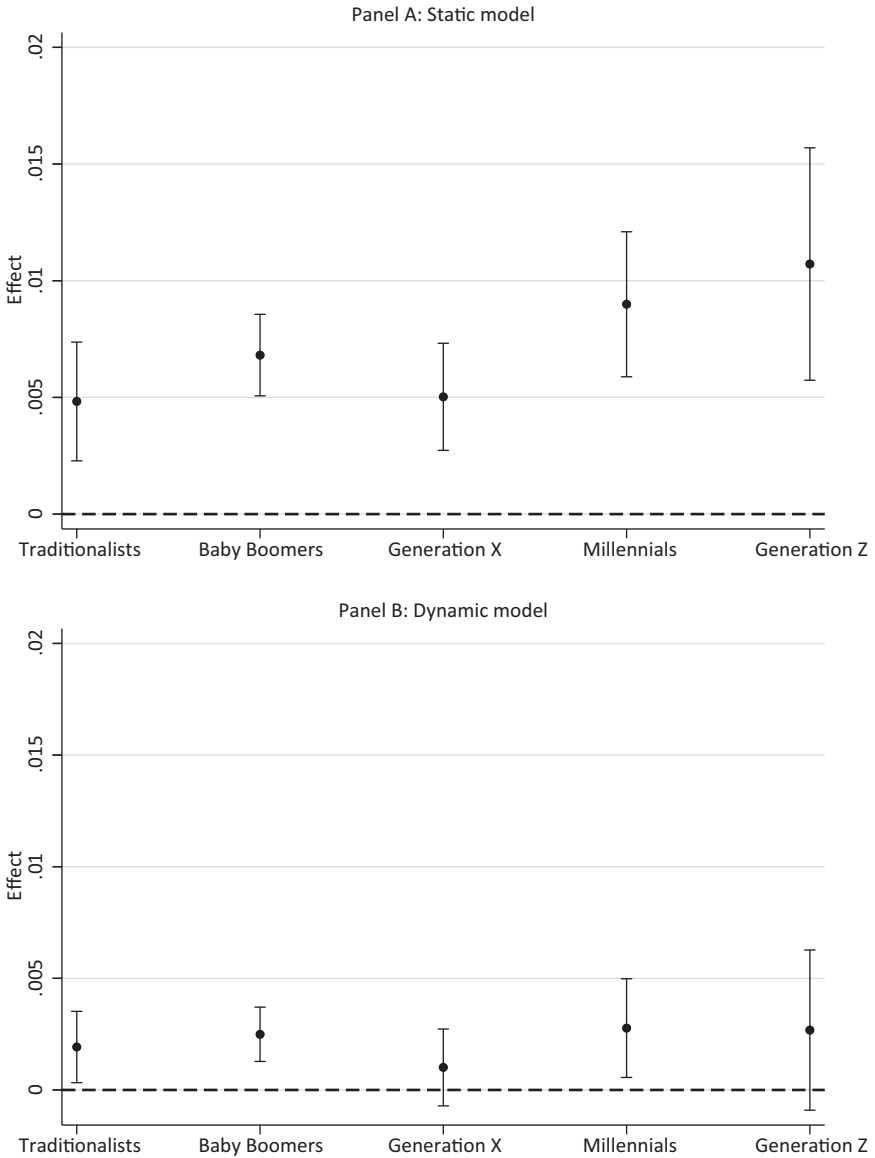 Panel A: Static model
.02
.015
.01
.005
0
Effect
Traditionalists Baby Boomers Generation X Millennials Generation Z
Panel B: Dynamic model
.02
.015
.01
.005
0
Effect
Traditionalists Baby Boomers Generation X Millennials Generation Z